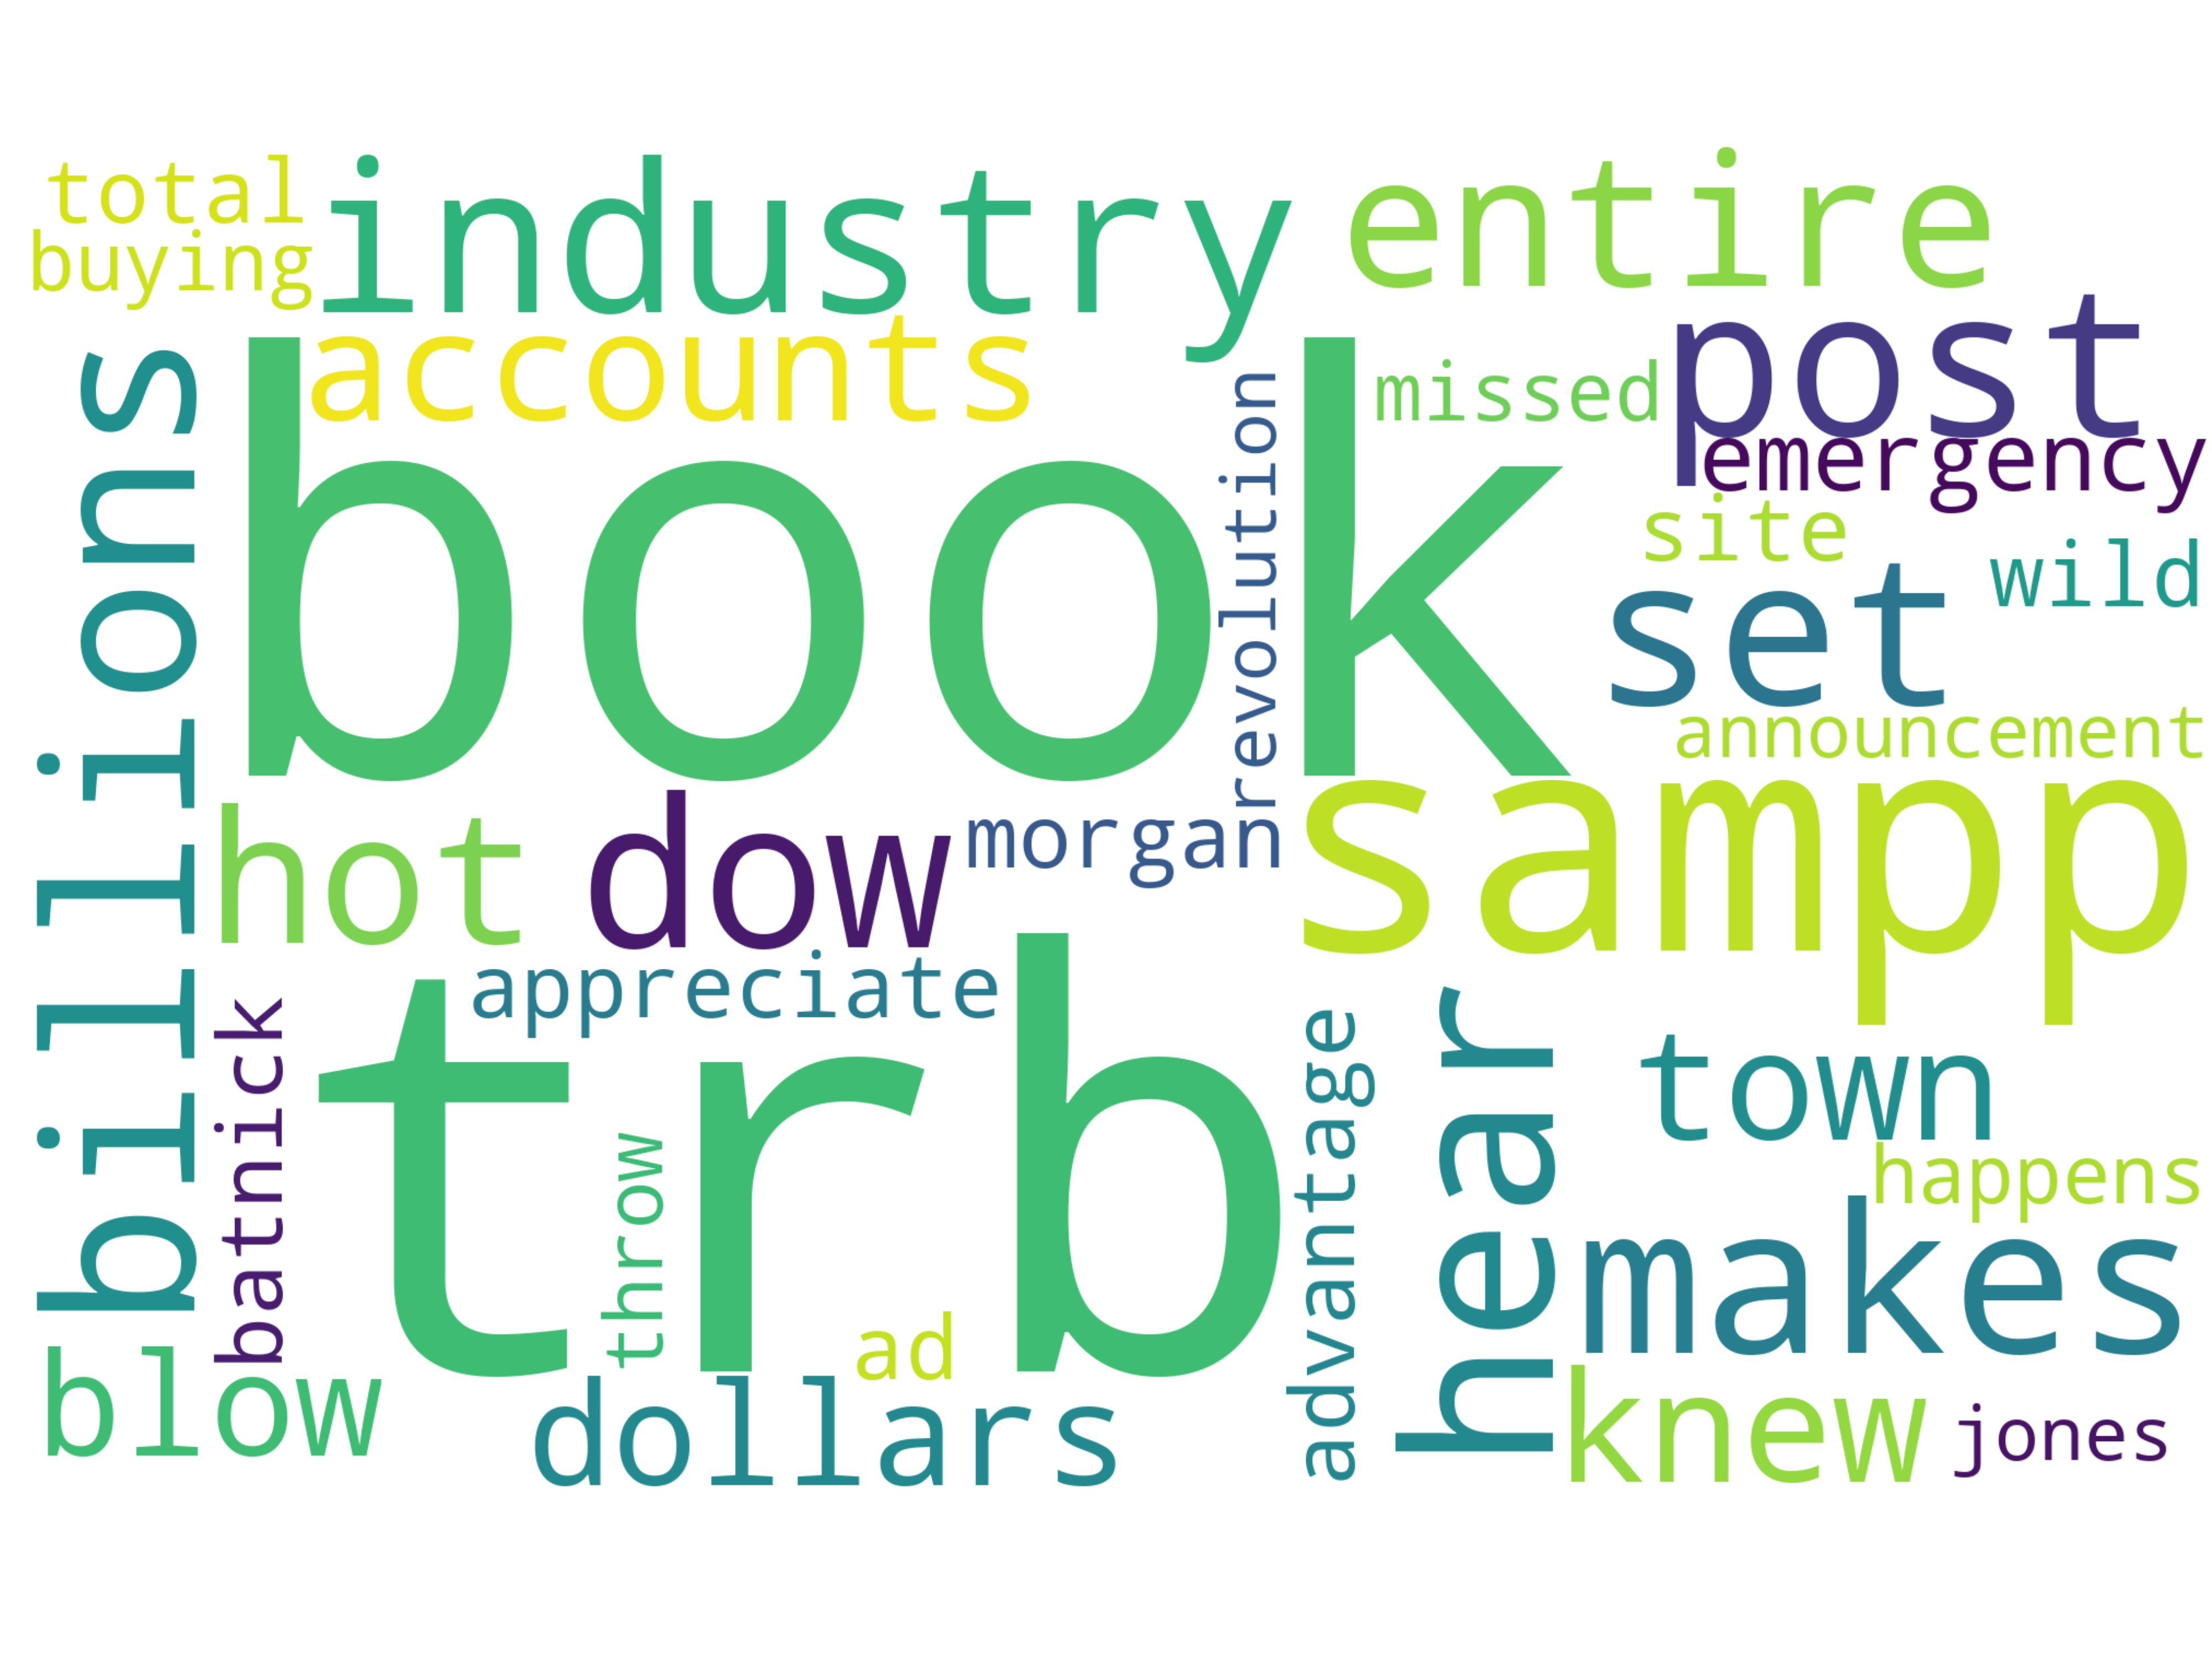 total
industry
entire
buying
accounts
post
missed
emergency
billions
book
revolution
site
wild
set
announcement
hot
dow
morgan
sampp
appreciate
batnick
trb
throw
advantage
hear
town
happens
makes
ad
blow
dollars
knew
jones